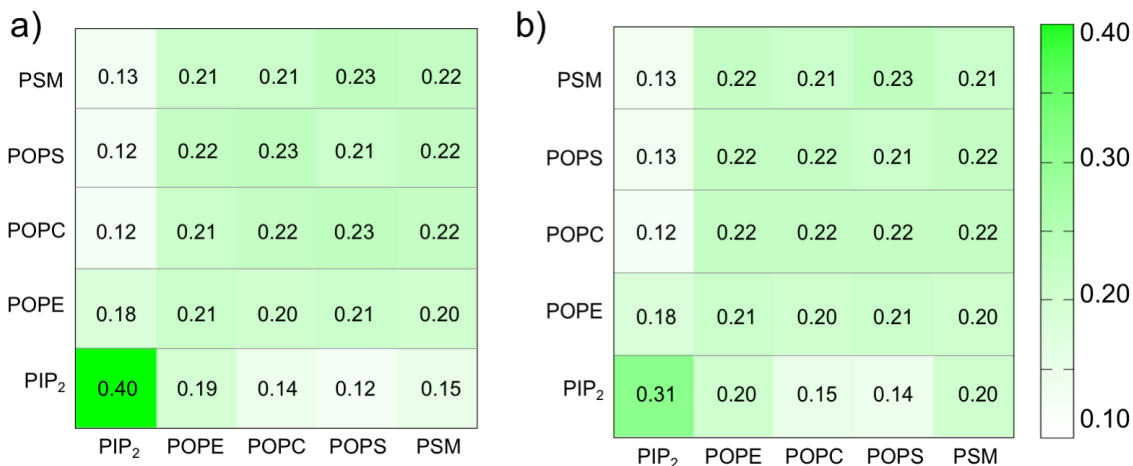 a)
PSM 0.13 0.21 0.21 0.23 0.22
POPS 0.12 0.22 0.23 0.21 0.22
POPC 0.12 0.21 0.22 0.23 0.22
POPE 0.18 0.21 0.20 0.21 0.20
PIP₂ 0.40 0.19 0.14 0.12 0.15
PIP₂ POPE POPC POPS PSM
b)
PSM 0.13 0.22 0.21 0.23 0.21
POPS 0.13 0.22 0.22 0.21 0.22
POPC 0.12 0.22 0.22 0.22 0.22
POPE 0.18 0.21 0.20 0.21 0.20
PIP₂ 0.31 0.20 0.15 0.14 0.20
PIP₂ POPE POPC POPS PSM
0.40
0.30
0.20
0.10